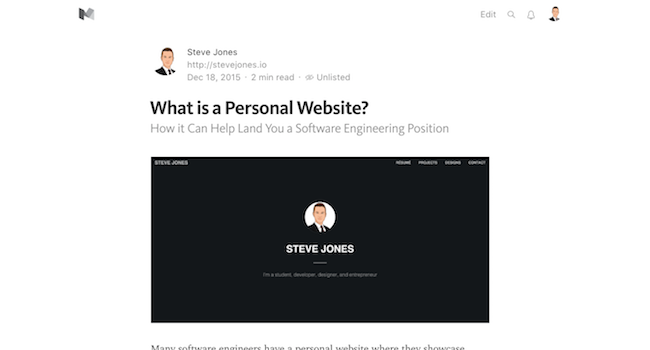 Edit
Steve Jones
http://stevejones.io
Dec 18, 2015 · 2 min read · Unlisted
What is a Personal Website?
How it Can Help Land You a Software Engineering Position
STEVE JONES
RÉSUMÉ PROJECTS DESIGNS CONTACT
STEVE JONES
I'm a student, developer, designer, and entrepreneur
Many software engineers have a personal website where they showcase